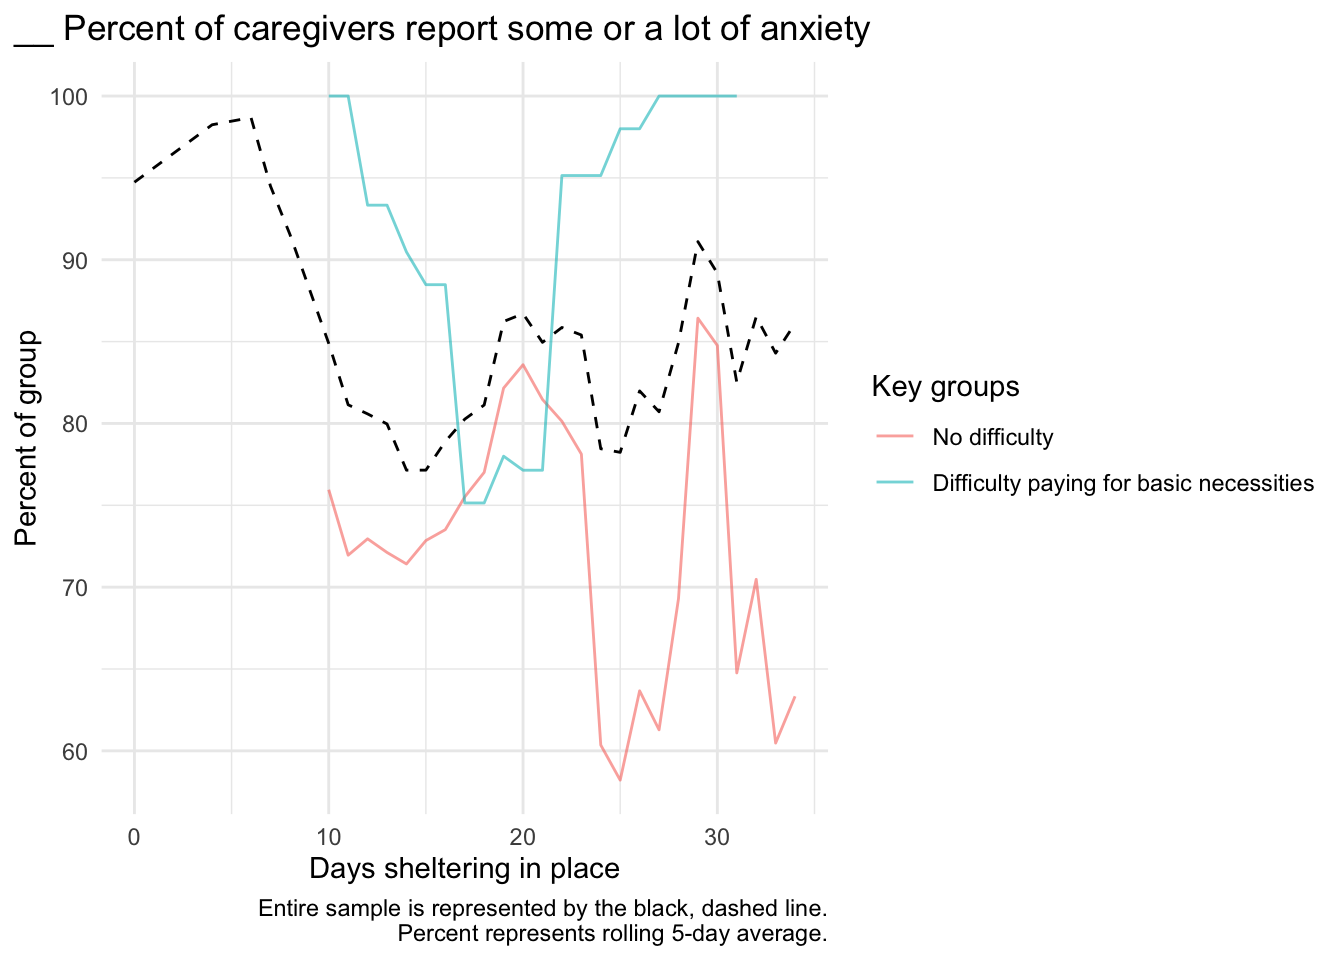 __ Percent of caregivers report some or a lot of anxiety
100
90
80
70
60
Percent of group
0 10 20 30
Days sheltering in place
Key groups
No difficulty
Difficulty paying for basic necessities
Entire sample is represented by the black, dashed line.
Percent represents rolling 5-day average.